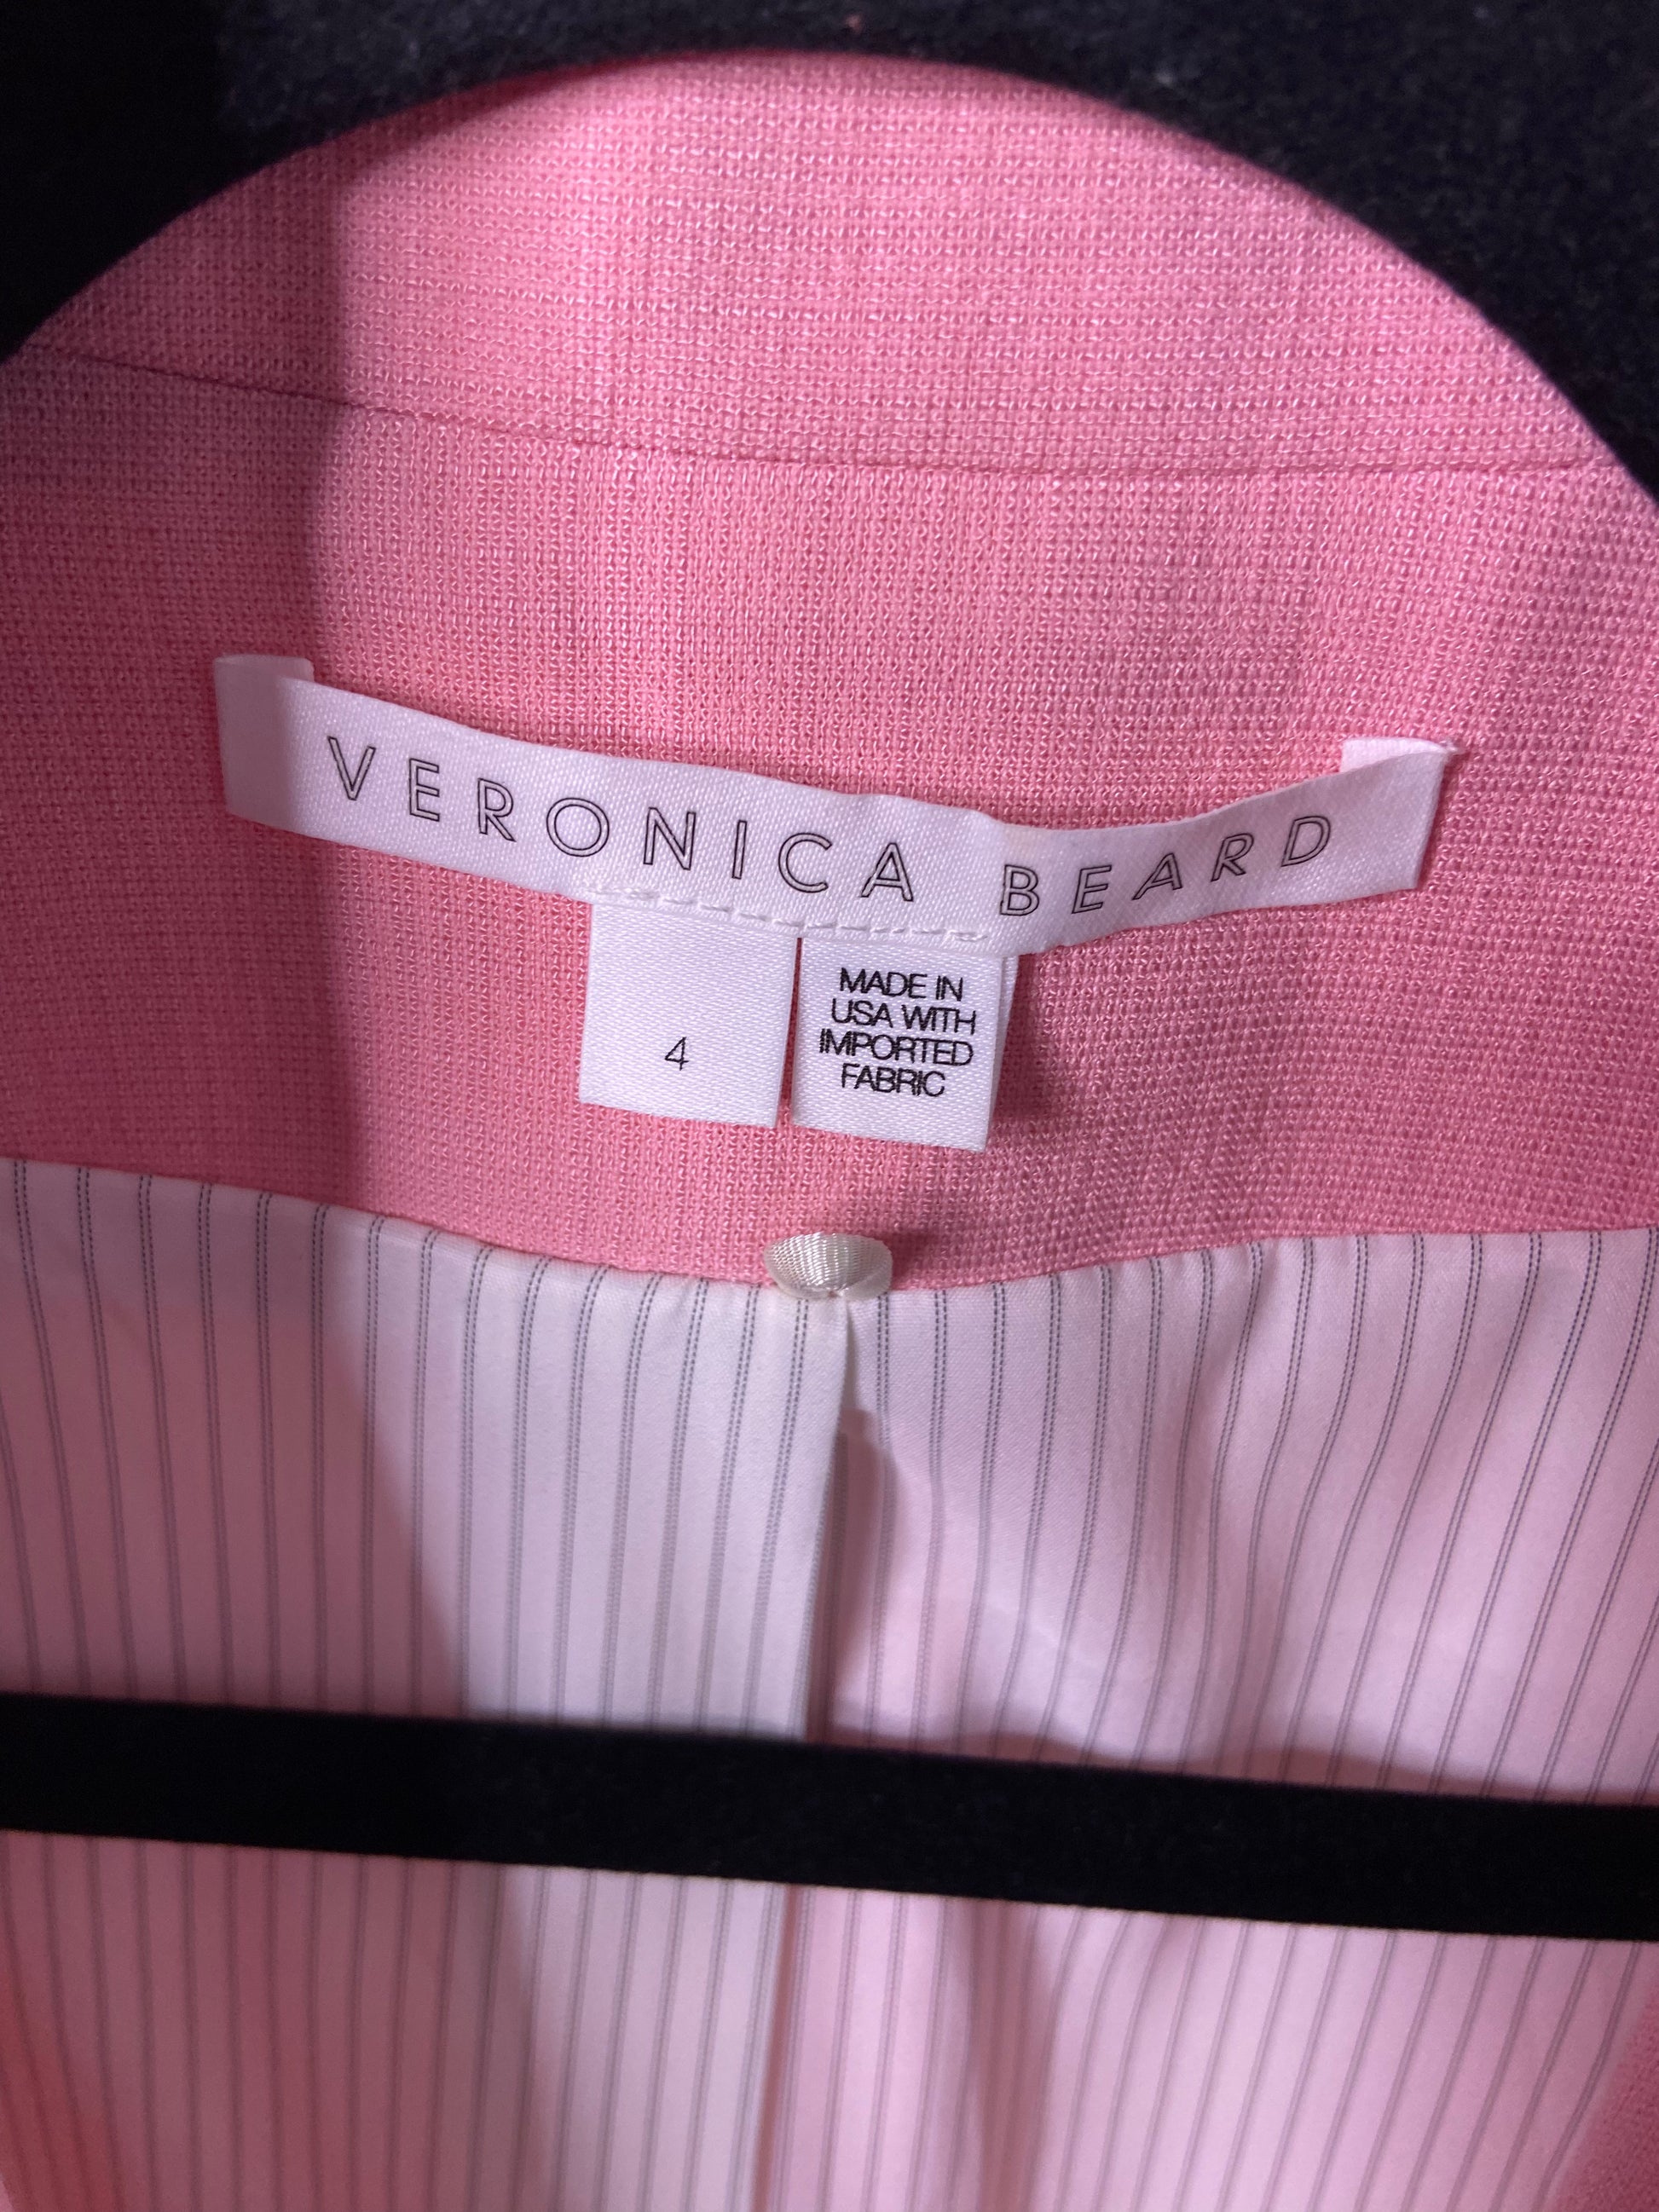 VERONICA BEARD
4
MADE IN
USA WITH
IMPORTED
FABRIC